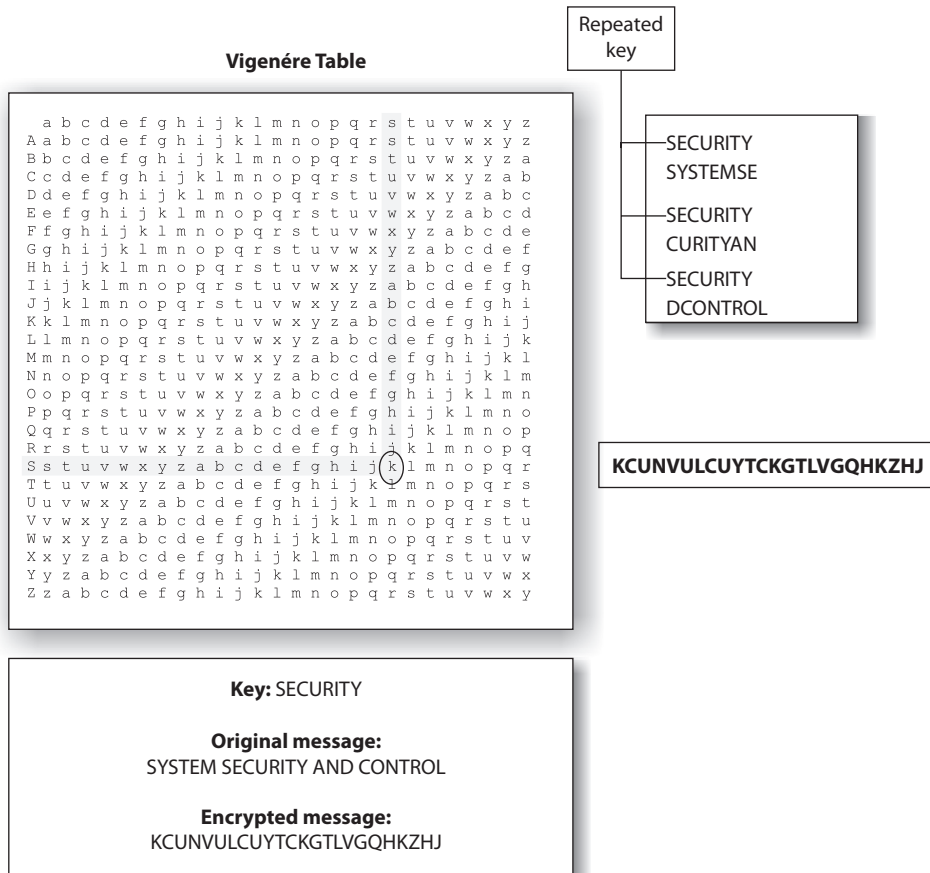 Repeated
key
Vigenére Table
a b c d e f g h i j k l m n o p q r s t u v w x y z
A a b c d e f g h i j k l m n o p q r s t u v w x y z
B b c d e f g h i j k l m n o p q r s t u v w x y z a
C c d e f g h i j k l m n o p q r s t u v w x y z a b
D d e f g h i j k l m n o p q r s t u v w x y z a b c
E e f g h i j k l m n o p q r s t u v w x y z a b c d
F f g h i j k l m n o p q r s t u v w x y z a b c d e
G g h i j k l m n o p q r s t u v w x y z a b c d e f
H h i j k l m n o p q r s t u v w x y z a b c d e f g
I i j k l m n o p q r s t u v w x y z a b c d e f g h
J j k l m n o p q r s t u v w x y z a b c d e f g h i
K k l m n o p q r s t u v w x y z a b c d e f g h i j
L l m n o p q r s t u v w x y z a b c d e f g h i j k
M m n o p q r s t u v w x y z a b c d e f g h i j k l
N n o p q r s t u v w x y z a b c d e f g h i j k l m
O o p q r s t u v w x y z a b c d e f g h i j k l m n
P p q r s t u v w x y z a b c d e f g h i j k l m n o
Q q r s t u v w x y z a b c d e f g h i j k l m n o p
R r s t u v w x y z a b c d e f g h i j k l m n o p q
S s t u v w x y z a b c d e f g h i j k l m n o p q r
T t u v w x y z a b c d e f g h i j k l m n o p q r s
U u v w x y z a b c d e f g h i j k l m n o p q r s t
V v w x y z a b c d e f g h i j k l m n o p q r s t u
W w x y z a b c d e f g h i j k l m n o p q r s t u v
X x y z a b c d e f g h i j k l m n o p q r s t u v w
Y y z a b c d e f g h i j k l m n o p q r s t u v w x
Z z a b c d e f g h i j k l m n o p q r s t u v w x y
SECURITY
SYSTEMSE
SECURITY
CURITYAN
SECURITY
DCONTROL
KCUNVULCUYTCKGTLVGQHKZHJ
Key: SECURITY
Original message:
SYSTEM SECURITY AND CONTROL
Encrypted message:
KCUNVULCUYTCKGTLVGQHKZHJ